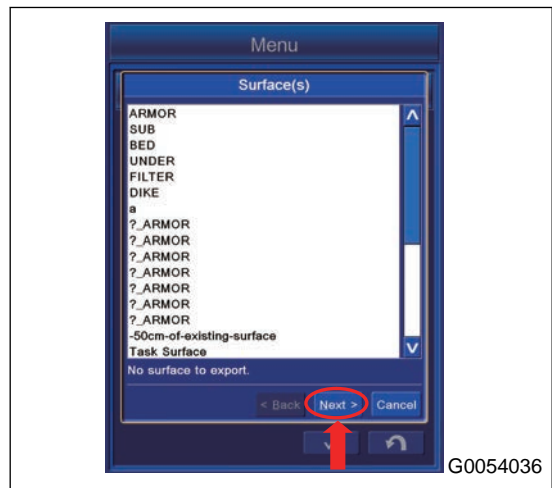 Menu
Surface(s)
ARMOR
SUB
BED
UNDER
FILTER
DIKE
a
?_ARMOR
?_ARMOR
?_ARMOR
?_ARMOR
?_ARMOR
?_ARMOR
?_ARMOR
-50cm-of-existing-surface
Task Surface
No surface to export.
< Back Next > Cancel
G0054036